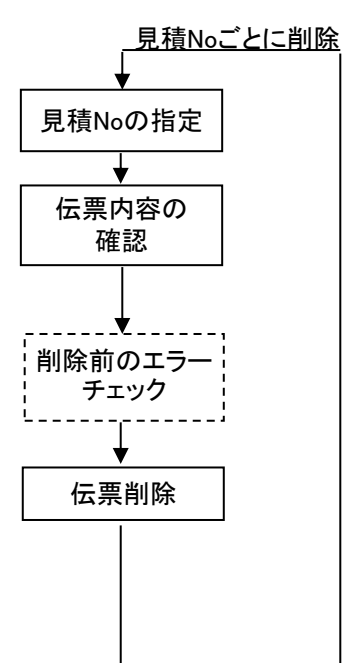 見積Noごとに削除
見積Noの指定
伝票内容の
確認
削除前のエラー
チェック
伝票削除